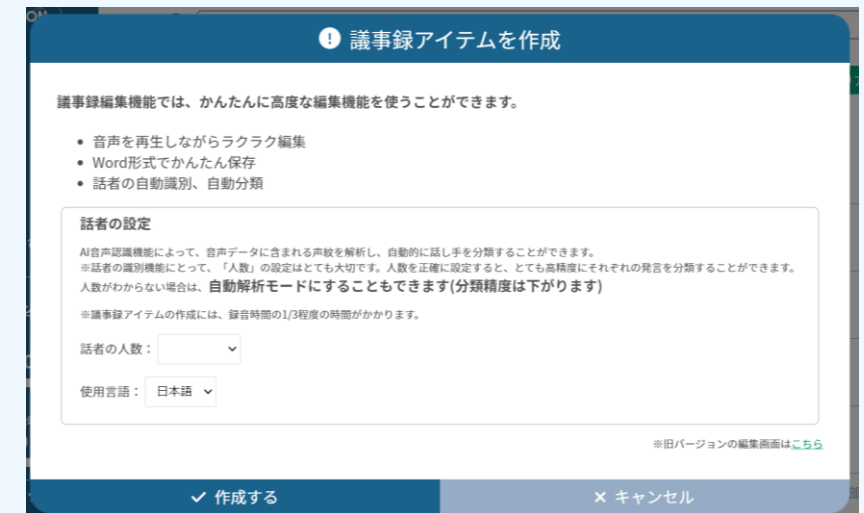 議事録アイテムを作成
議事録編集機能では、かんたんに高度な編集機能を使うことができます。
音声を再生しながらラクラク編集
Word形式でかんたん保存
話者の自動識別、自動分類
話者の設定
AI音声認識機能によって、音声データに含まれる声紋を解析し、自動的に話し手を分類することができます。
※話者の識別機能にとって、「人数」の設定はとても大切です。人数を正確に設定すると、とても高精度にそれぞれの発言を分類することができます。
人数がわからない場合は、自動解析モードにすることもできます(分類精度は下がります)
※議事録アイテムの作成には、録音時間の1/3程度の時間がかかります。
話者の人数：
使用言語： 日本語
※旧バージョンの編集画面はこちら
作成する
キャンセル